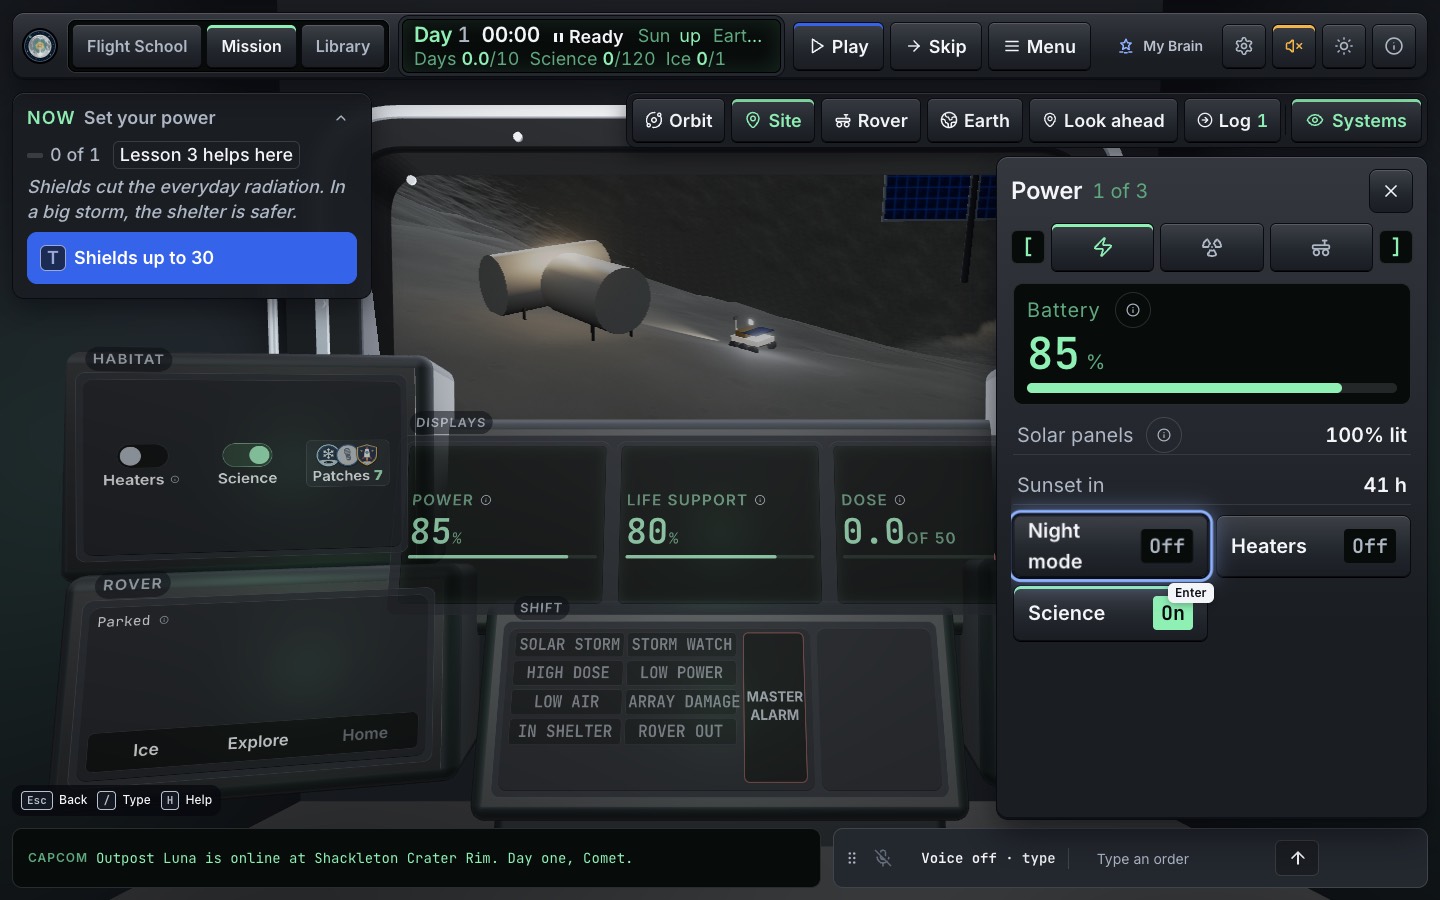 Flight School
Mission
Library
Day 1 00:00 Ready Sun up Eart...
Days 0.0/10 Science 0/120 Ice 0/1
Play
Skip
Menu
My Brain
NOW Set your power
0 of 1 Lesson 3 helps here
Shields cut the everyday radiation. In
a big storm, the shelter is safer.
T Shields up to 30
Orbit
Site
Rover
Earth
Look ahead
Log 1
Systems
Power 1 of 3
[
]
Battery
85 %
Solar panels 100% lit
Sunset in 41 h
Night
mode
Off
Heaters Off
Enter
Science On
HABITAT
Heaters
Science
Patches 7
DISPLAYS
POWER
85%
LIFE SUPPORT
80%
DOSE
0.0 OF 50
ROVER
Parked
Ice
Explore
Home
SHIFT
SOLAR STORM STORM WATCH
HIGH DOSE LOW POWER
LOW AIR ARRAY DAMAGE
IN SHELTER ROVER OUT
MASTER
ALARM
Esc Back / Type H Help
CAPCOM Outpost Luna is online at Shackleton Crater Rim. Day one, Comet.
Voice off · type
Type an order